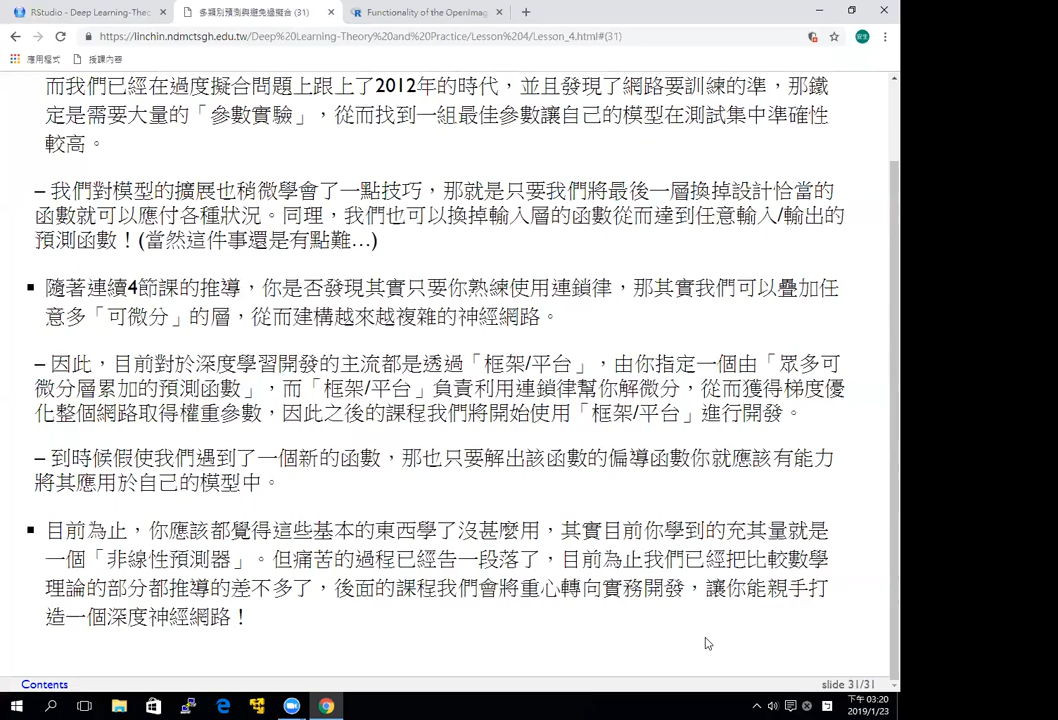 RStudio - Deep Learning-Theo
多類別預測與避免過擬合 (31)
Functionality of the OpenImag
https://linchin.ndmctsgh.edu.tw/Deep%20Learning-Theory%20and%20Practice/Lesson%204/Lesson_4.html#(31)
應用程式
授課內容
而我們已經在過度擬合問題上跟上了2012年的時代，並且發現了網路要訓練的準，那鐵
定是需要大量的「參數實驗」，從而找到一組最佳參數讓自己的模型在測試集中準確性
較高。
– 我們對模型的擴展也稍微學會了一點技巧，那就是只要我們將最後一層換掉設計恰當的
函數就可以應付各種狀況。同理，我們也可以換掉輸入層的函數從而達到任意輸入/輸出的
預測函數！(當然這件事還是有點難…)
▪ 隨著連續4節課的推導，你是否發現其實只要你熟練使用連鎖律，那其實我們可以疊加任
意多「可微分」的層，從而建構越來越複雜的神經網路。
– 因此，目前對於深度學習開發的主流都是透過「框架/平台」，由你指定一個由「眾多可
微分層累加的預測函數」，而「框架/平台」負責利用連鎖律幫你解微分，從而獲得梯度優
化整個網路取得權重參數，因此之後的課程我們將開始使用「框架/平台」進行開發。
– 到時候假使我們遇到了一個新的函數，那也只要解出該函數的偏導函數你就應該有能力
將其應用於自己的模型中。
▪ 目前為止，你應該都覺得這些基本的東西學了沒甚麼用，其實目前你學到的充其量就是
一個「非線性預測器」。但痛苦的過程已經告一段落了，目前為止我們已經把比較數學
理論的部分都推導的差不多了，後面的課程我們會將重心轉向實務開發，讓你能親手打
造一個深度神經網路！
Contents
slide 31/31
下午 03:20
2019/1/23